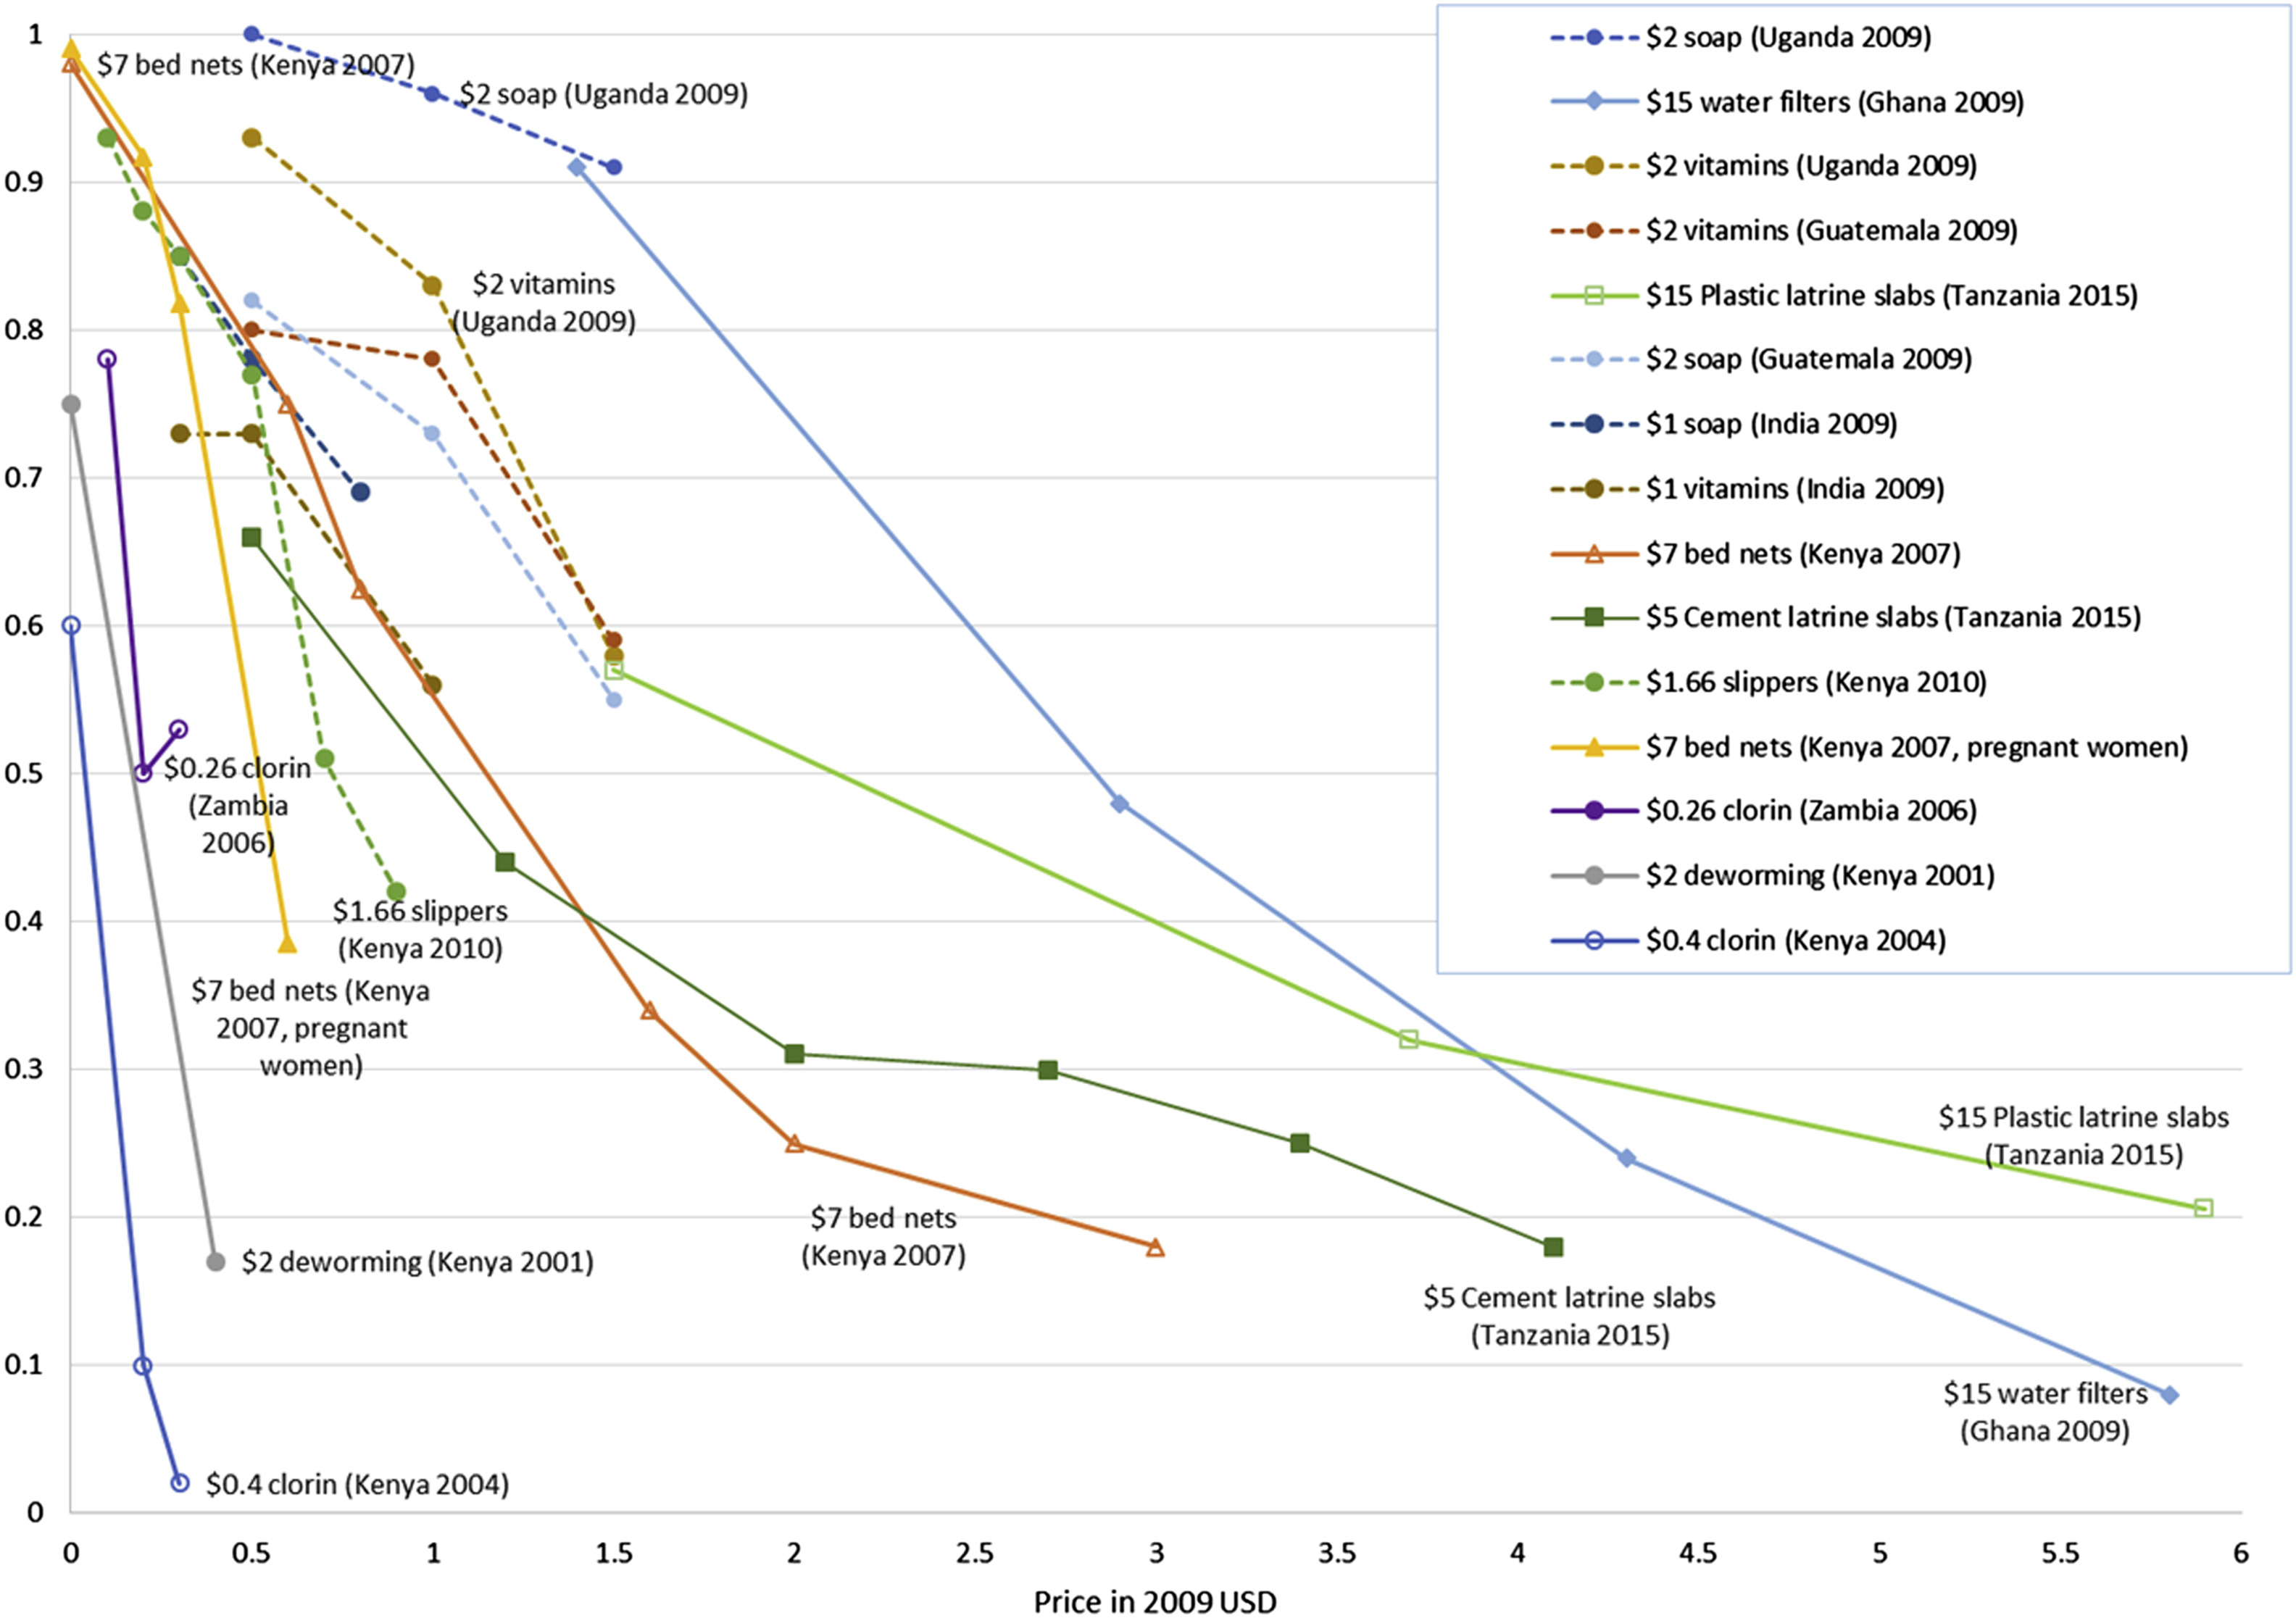 1
0.9
0.8
0.7
0.6
0.5
0.4
0.3
0.2
0.1
0
$7 bed nets (Kenya 2007)
$2 soap (Uganda 2009)
$2 vitamins
(Uganda 2009)
$0.26 clorin
(Zambia
2006)
$1.66 slippers
(Kenya 2010)
$7 bed nets (Kenya
2007, pregnant
women)
$2 deworming (Kenya 2001)
$0.4 clorin (Kenya 2004)
$7 bed nets
(Kenya 2007)
$5 Cement latrine slabs
(Tanzania 2015)
$15 Plastic latrine slabs
(Tanzania 2015)
$15 water filters
(Ghana 2009)
$2 soap (Uganda 2009)
$15 water filters (Ghana 2009)
$2 vitamins (Uganda 2009)
$2 vitamins (Guatemala 2009)
$15 Plastic latrine slabs (Tanzania 2015)
$2 soap (Guatemala 2009)
$1 soap (India 2009)
$1 vitamins (India 2009)
$7 bed nets (Kenya 2007)
$5 Cement latrine slabs (Tanzania 2015)
$1.66 slippers (Kenya 2010)
$7 bed nets (Kenya 2007, pregnant women)
$0.26 clorin (Zambia 2006)
$2 deworming (Kenya 2001)
$0.4 clorin (Kenya 2004)
0 0.5 1 1.5 2 2.5 3 3.5 4 4.5 5 5.5 6
Price in 2009 USD